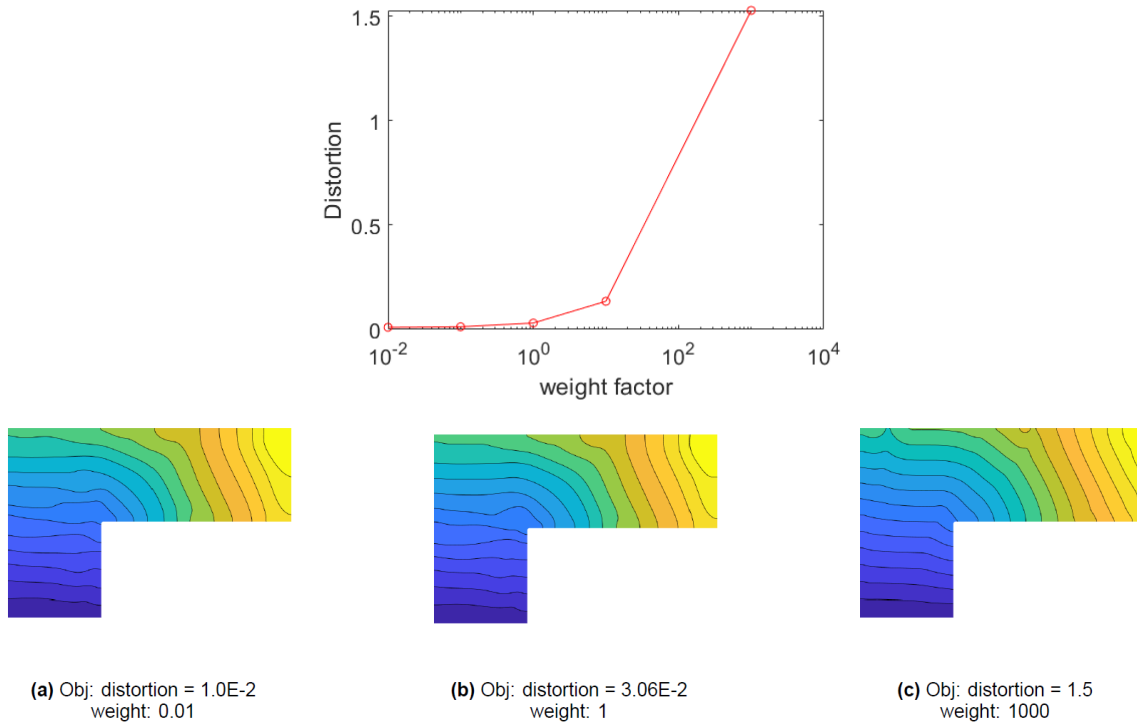 1.5
1
0.5
0
Distortion
10^-2 10^0 10^2 10^4
weight factor
(a) Obj: distortion = 1.0E-2
weight: 0.01
(b) Obj: distortion = 3.06E-2
weight: 1
(c) Obj: distortion = 1.5
weight: 1000